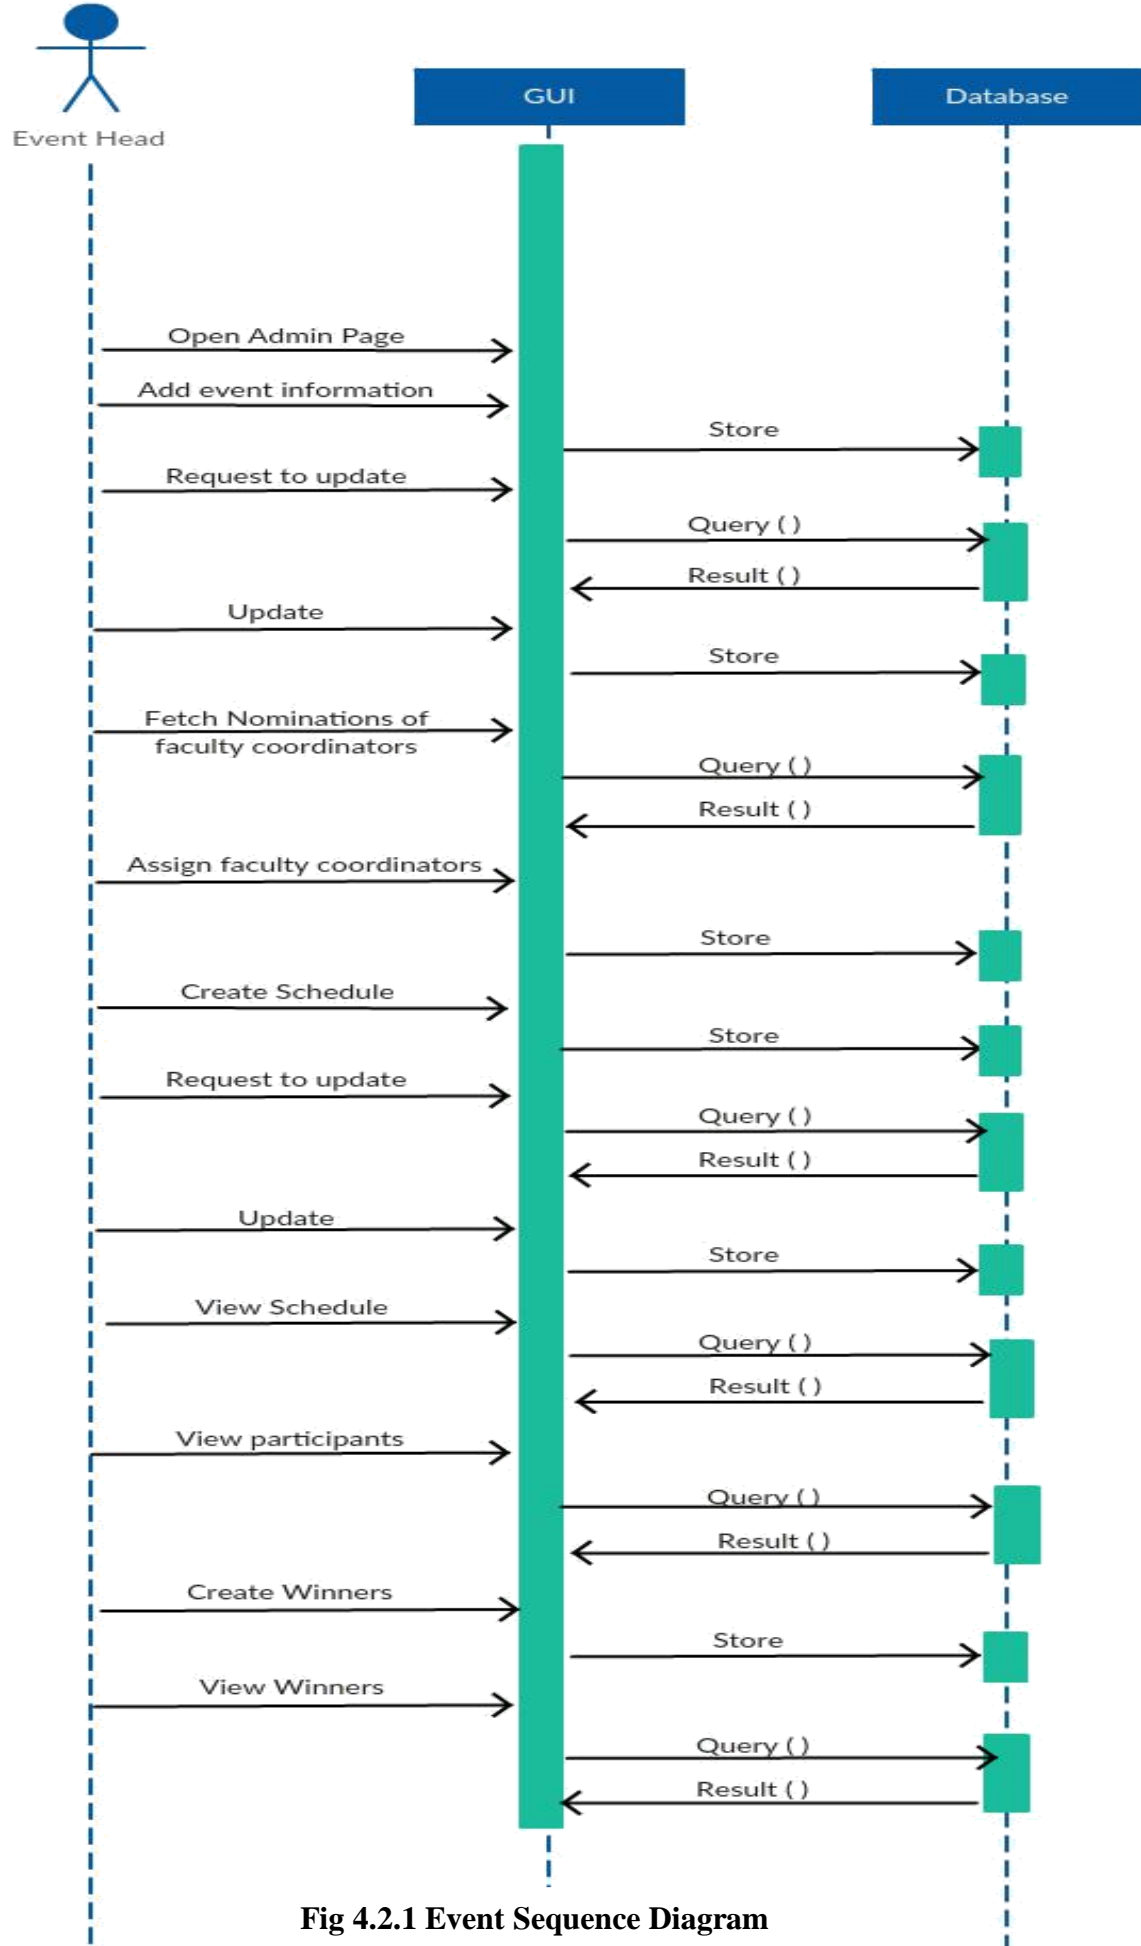 GUI
Database
Event Head
Open Admin Page
Add event information
Store
Request to update
Query ( )
Result ( )
Update
Store
Fetch Nominations of
faculty coordinators
Query ( )
Result ( )
Assign faculty coordinators
Store
Create Schedule
Store
Request to update
Query ( )
Result ( )
Update
Store
View Schedule
Query ( )
Result ( )
View participants
Query ( )
Result ( )
Create Winners
Store
View Winners
Query ( )
Result ( )
Fig 4.2.1 Event Sequence Diagram